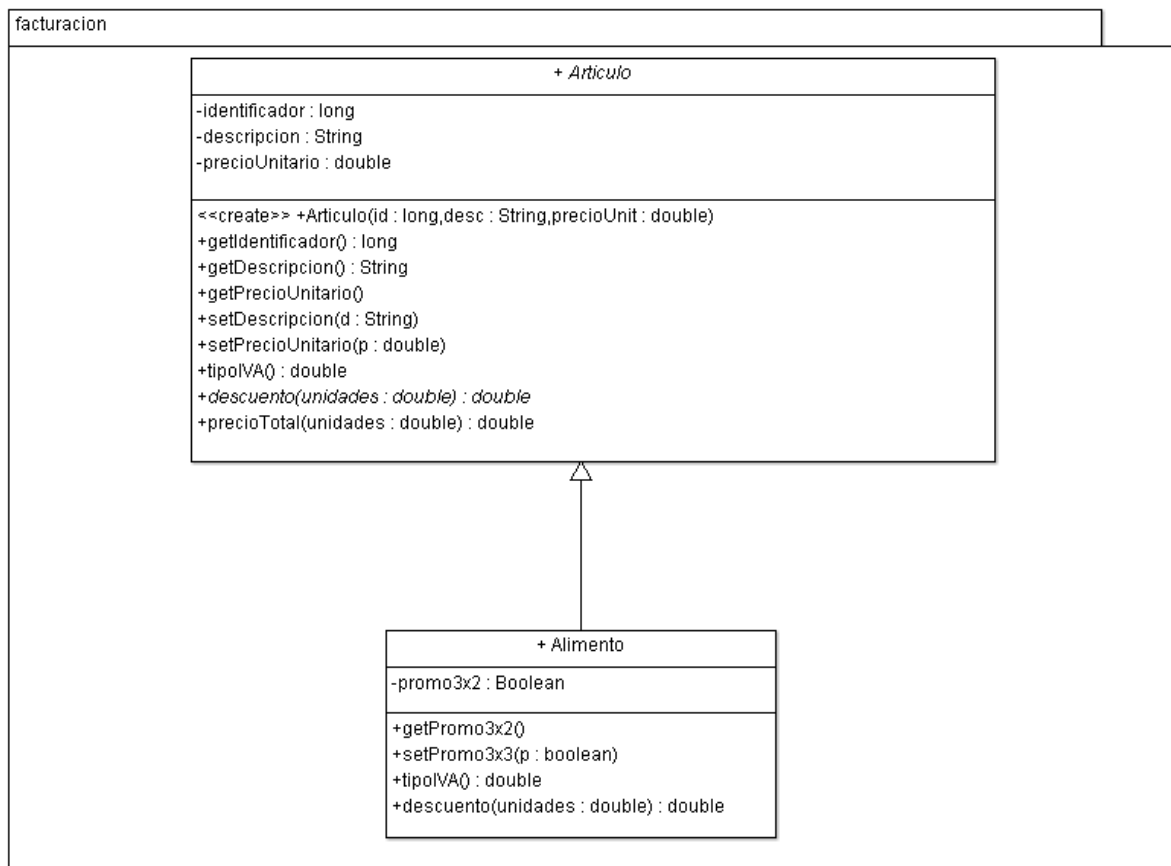 facturacion
+ Articulo
-identificador : long
-descripcion : String
-precioUnitario : double
<<create>> +Articulo(id : long,desc : String,precioUnit : double)
+getIdentificador() : long
+getDescripcion() : String
+getPrecioUnitario()
+setDescripcion(d : String)
+setPrecioUnitario(p : double)
+tipoIVA() : double
+descuento(unidades : double) : double
+precioTotal(unidades : double) : double
+ Alimento
-promo3x2 : Boolean
+getPromo3x2()
+setPromo3x3(p : boolean)
+tipoIVA() : double
+descuento(unidades : double) : double